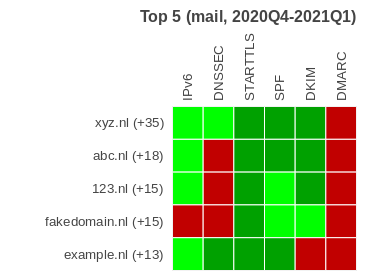 Top 5 (mail, 2020Q4-2021Q1)
IPv6
DNSSEC
STARTTLS
SPF
DKIM
DMARC
xyz.nl (+35)
abc.nl (+18)
123.nl (+15)
fakedomain.nl (+15)
example.nl (+13)